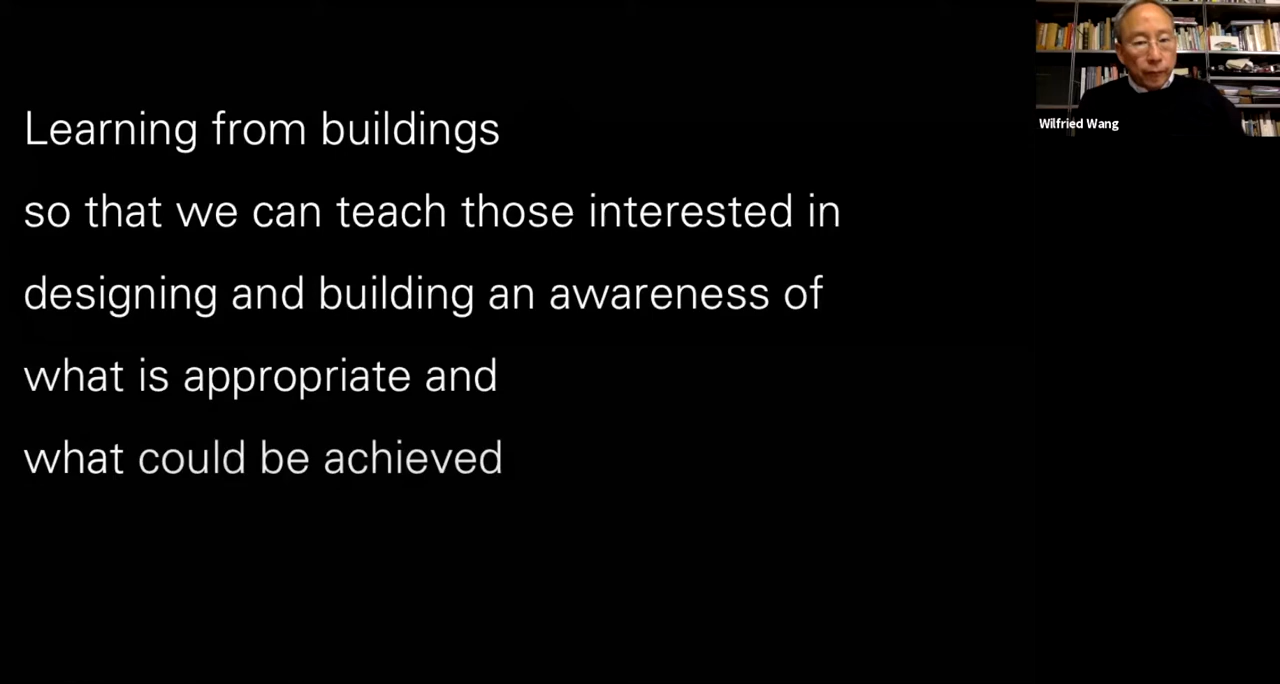 Learning from buildings
so that we can teach those interested in
designing and building an awareness of
what is appropriate and
what could be achieved
Wilfried Wang